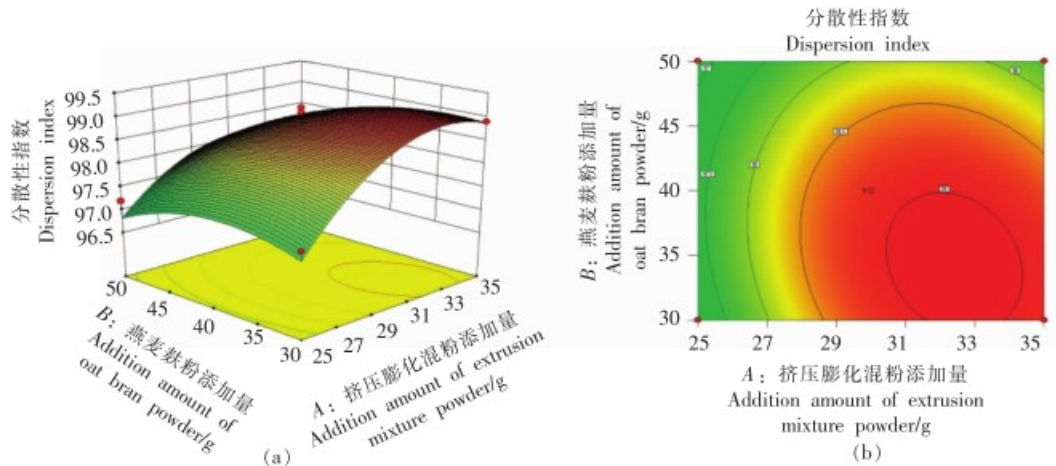 99.5
99.0
98.5
98.0
97.5
97.0
96.5
分散性指数
Dispersion index
50
45
40
35
30
25
27
29
31
33
35
B：燕麦麸粉添加量
Addition amount of
oat bran powder/g
A：挤压膨化混粉添加量
Addition amount of extrusion
mixture powder/g
(a)
分散性指数
Dispersion index
50
45
40
35
30
B：燕麦麸粉添加量
Addition amount of
oat bran powder/g
25
27
29
31
33
35
A：挤压膨化混粉添加量
Addition amount of extrusion
mixture powder/g
(b)